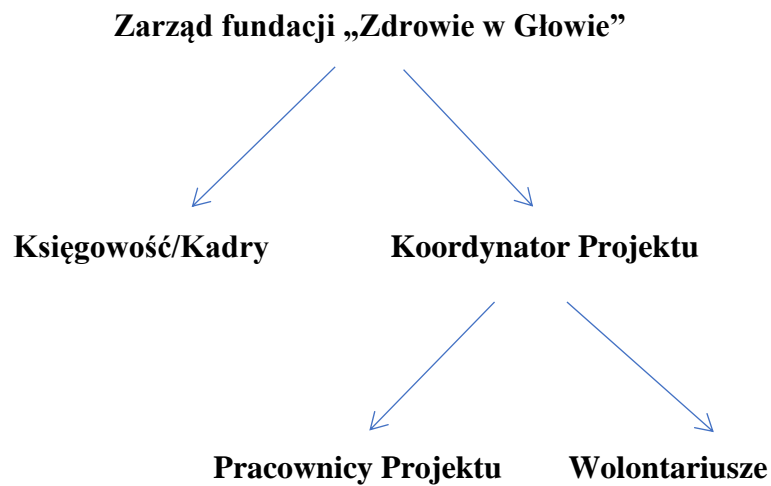 Zarząd fundacji „Zdrowie w Głowie”
Księgowość/Kadry
Koordynator Projektu
Pracownicy Projektu
Wolontariusze